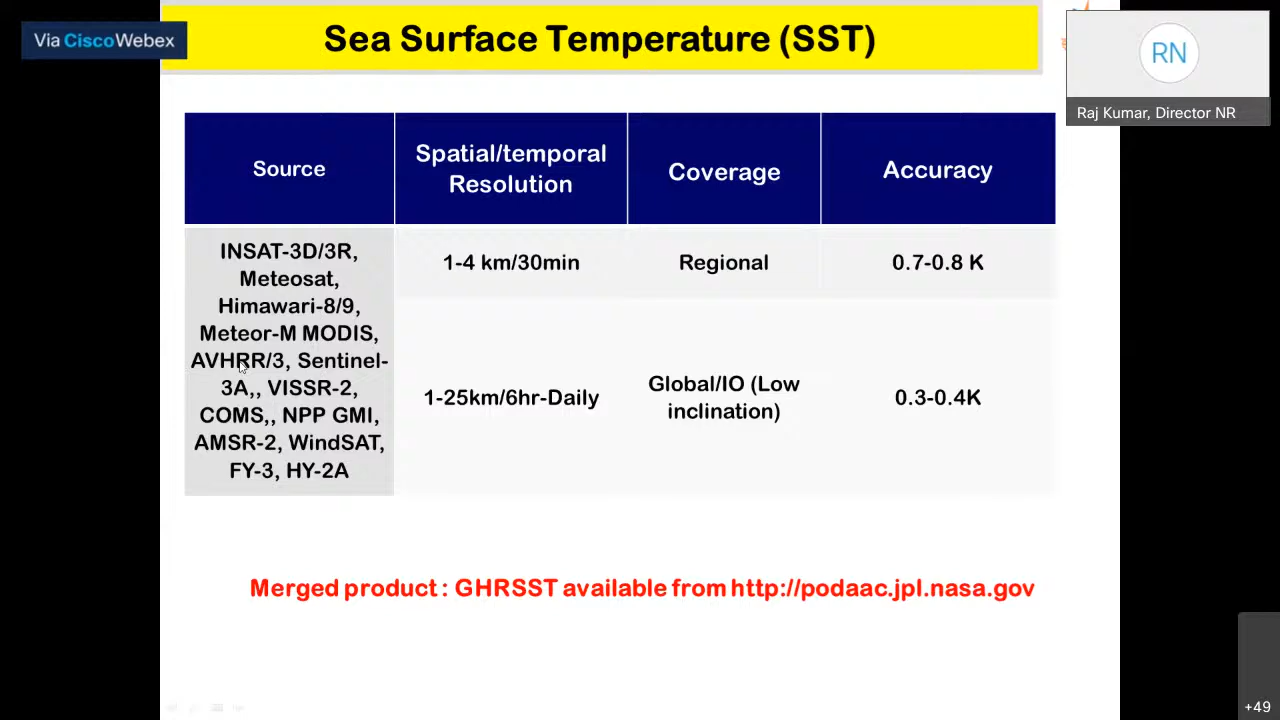 Via Cisco Webex
Sea Surface Temperature (SST)
RN
Raj Kumar, Director NR
Source
Spatial/temporal
Resolution
Coverage
Accuracy
INSAT-3D/3R,
Meteosat,
Himawari-8/9,
Meteor-M MODIS,
AVHRR/3, Sentinel-
3A,, VISSR-2,
COMS,, NPP GMI,
AMSR-2, WindSAT,
FY-3, HY-2A
1-4 km/30min
Regional
0.7-0.8 K
1-25km/6hr-Daily
Global/IO (Low
inclination)
0.3-0.4K
Merged product : GHRSST available from http://podaac.jpl.nasa.gov
+49